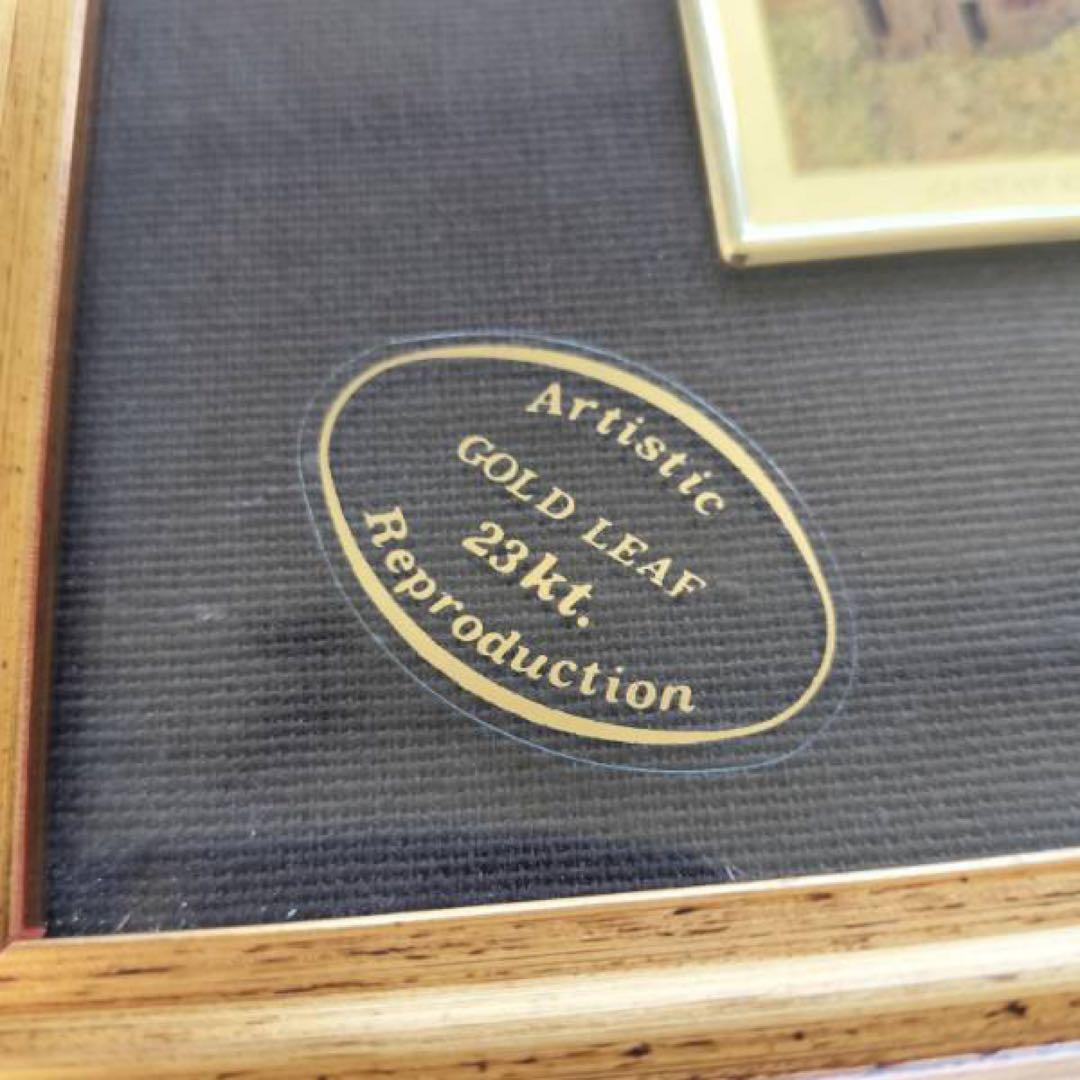 Artistic
GOLD LEAF
23kt.
Reproduction